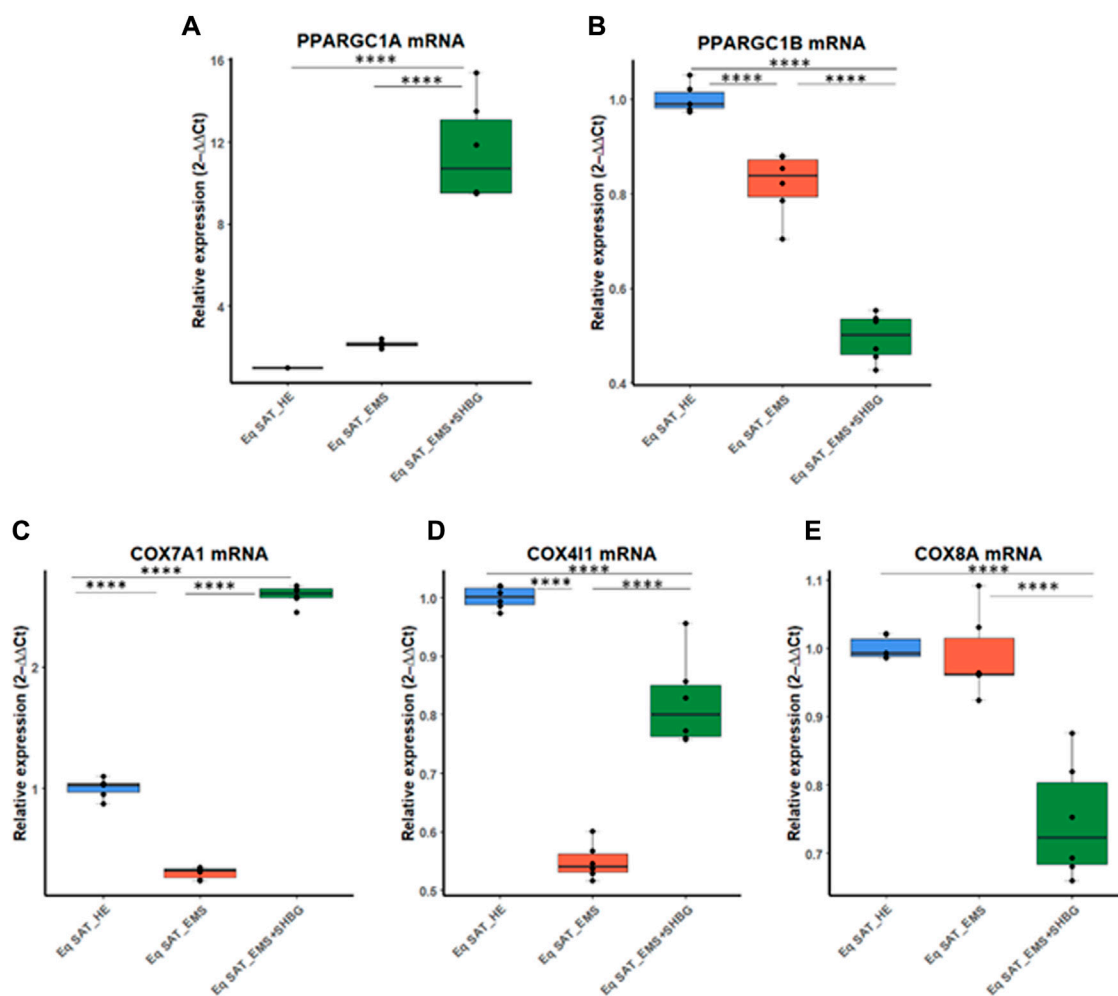 A
PPARGC1A mRNA
****
****
Relative expression (2−ΔΔCt)
16
12
8
4
Eq SAT_HE
Eq SAT_EMS
Eq SAT_EMS+SHBG
B
PPARGC1B mRNA
****
****
****
Relative expression (2−ΔΔCt)
1.0
0.8
0.6
0.4
Eq SAT_HE
Eq SAT_EMS
Eq SAT_EMS+SHBG
C
COX7A1 mRNA
****
****
****
Relative expression (2−ΔΔCt)
2
1
Eq SAT_HE
Eq SAT_EMS
Eq SAT_EMS+SHBG
D
COX4I1 mRNA
****
****
****
Relative expression (2−ΔΔCt)
1.0
0.9
0.8
0.7
0.6
0.5
Eq SAT_HE
Eq SAT_EMS
Eq SAT_EMS+SHBG
E
COX8A mRNA
****
****
Relative expression (2−ΔΔCt)
1.1
1.0
0.9
0.8
0.7
Eq SAT_HE
Eq SAT_EMS
Eq SAT_EMS+SHBG